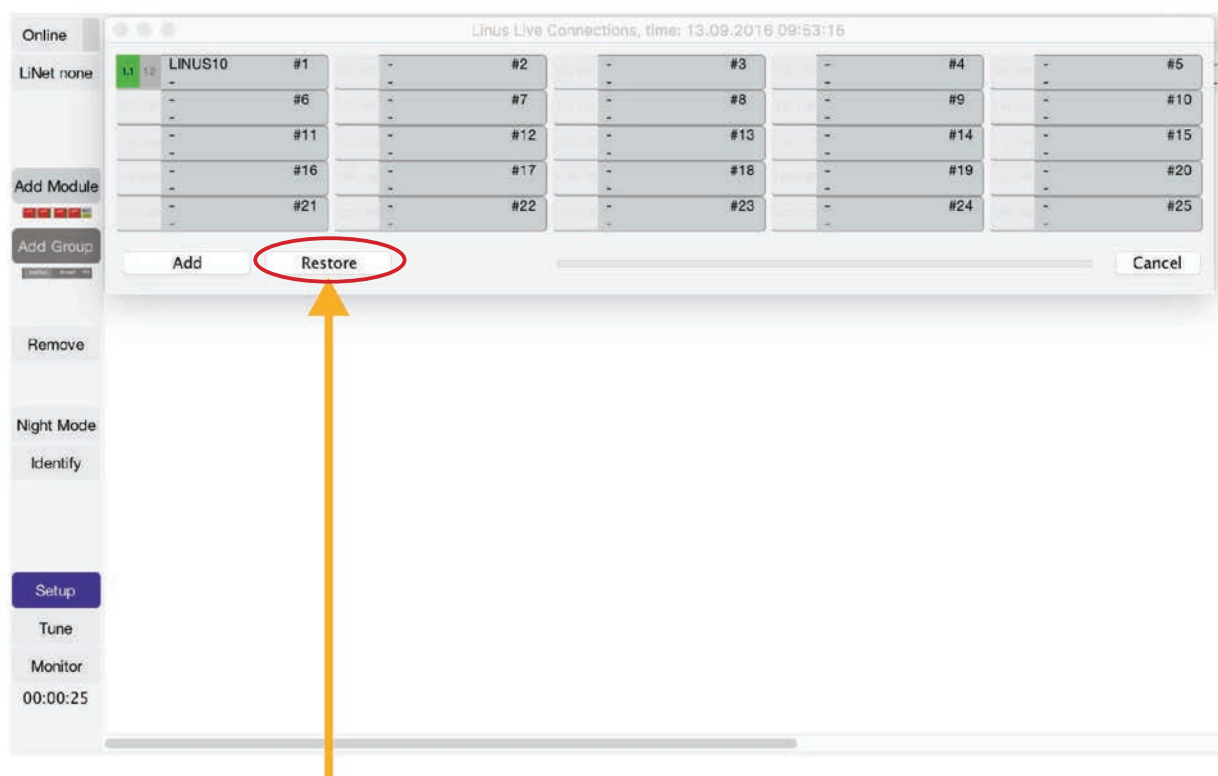 Online
LiNet none
Add Module
Add Group
Remove
Night Mode
Identify
Setup
Tune
Monitor
00:00:25
Linus Live Connections, time: 13.09.2016 09:53:15
1.1 1.2 LINUS10 #1 - #2 - #3 - #4 - #5
- - - - -
- #6 - #7 - #8 - #9 - #10
- - - - -
- #11 - #12 - #13 - #14 - #15
- - - - -
- #16 - #17 - #18 - #19 - #20
- - - - -
- #21 - #22 - #23 - #24 - #25
- - - - -
Add Restore Cancel